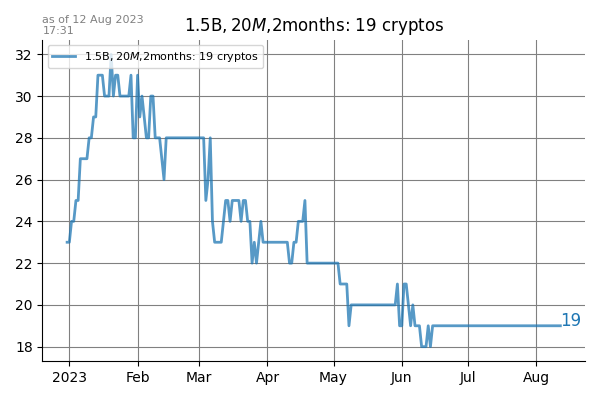 as of 12 Aug 2023
17:31
1.5B, 20M,2months: 19 cryptos
1.5B, 20M,2months: 19 cryptos
32
30
28
26
24
22
20
18
19
2023 Feb Mar Apr May Jun Jul Aug